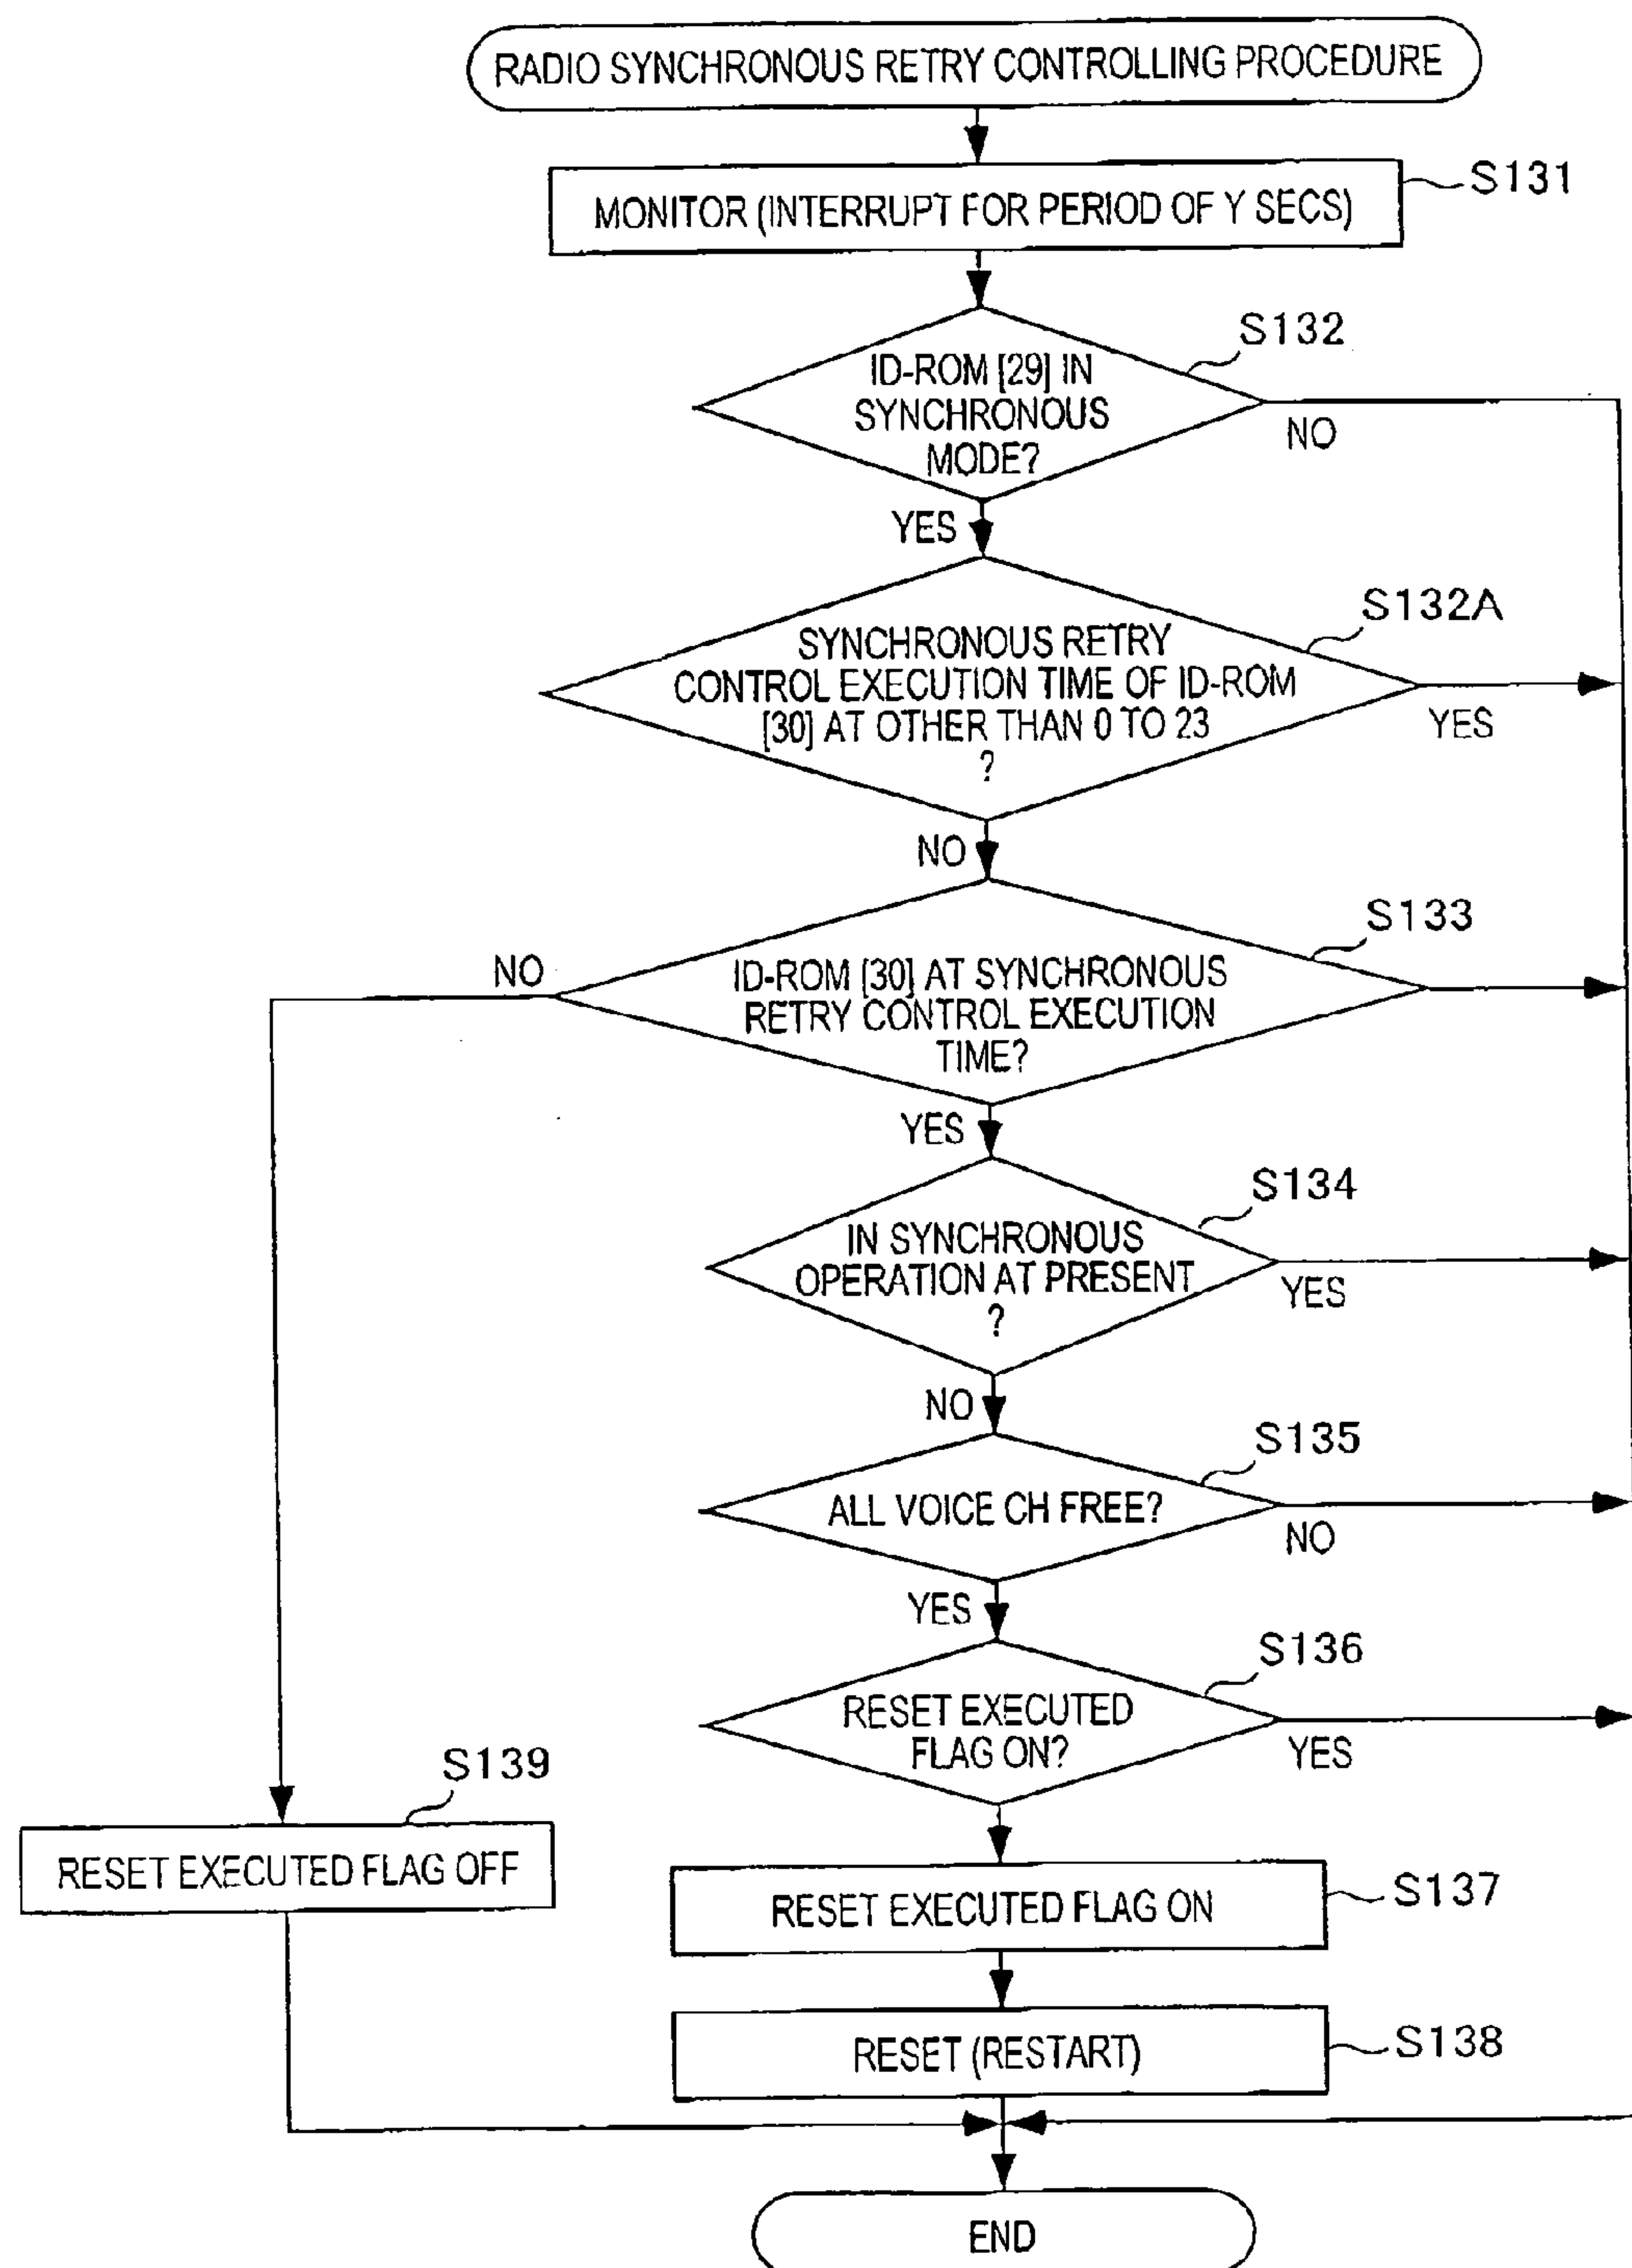 RADIO SYNCHRONOUS RETRY CONTROLLING PROCEDURE
S131
MONITOR (INTERRUPT FOR PERIOD OF Y SECS)
S132
ID-ROM [29] IN
SYNCHRONOUS
MODE?
NO
YES
S132A
SYNCHRONOUS RETRY
CONTROL EXECUTION TIME OF ID-ROM
[30] AT OTHER THAN 0 TO 23
?
YES
NO
S133
NO
ID-ROM [30] AT SYNCHRONOUS
RETRY CONTROL EXECUTION
TIME?
YES
S134
IN SYNCHRONOUS
OPERATION AT PRESENT
?
YES
NO
S135
ALL VOICE CH FREE?
NO
YES
S136
RESET EXECUTED
FLAG ON?
YES
S139
RESET EXECUTED FLAG OFF
S137
RESET EXECUTED FLAG ON
S138
RESET (RESTART)
END